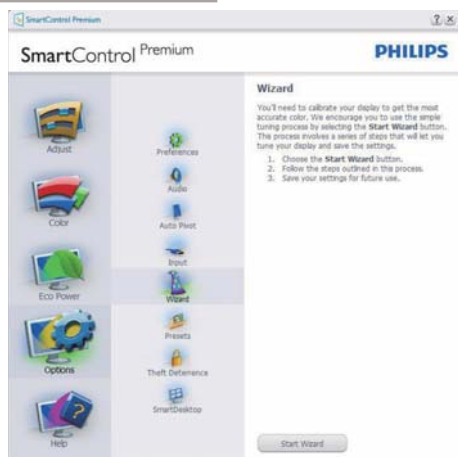 SmartControl Premium
SmartControl Premium
PHILIPS
Adjust
Color
Eco Power
Options
Help
Preferences
Audio
Auto Pivot
Input
Wizard
Presets
Theft Deterrence
SmartDesktop
Wizard
You'll need to calibrate your display to get the most
accurate color. We encourage you to use the simple
tuning process by selecting the Start Wizard button.
This process involves a series of steps that will let you
tune your display and save the settings.
1. Choose the Start Wizard button.
2. Follow the steps outlined in the process.
3. Save your settings for future use.
Start Wizard